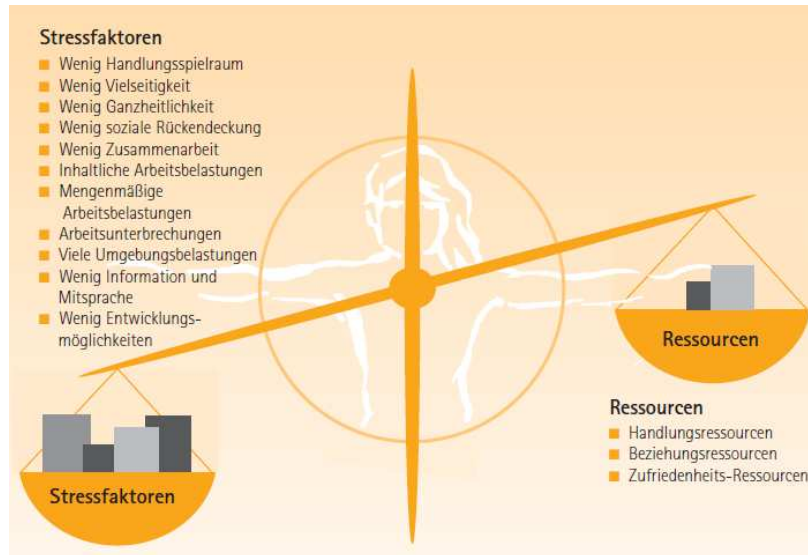 Stressfaktoren
Wenig Handlungsspielraum
Wenig Vielseitigkeit
Wenig Ganzheitlichkeit
Wenig soziale Rückendeckung
Wenig Zusammenarbeit
Inhaltliche Arbeitsbelastungen
Mengenmäßige
Arbeitsbelastungen
Arbeitsunterbrechungen
Viele Umgebungsbelastungen
Wenig Information und
Mitsprache
Wenig Entwicklungs-
möglichkeiten
Stressfaktoren
Ressourcen
Ressourcen
Handlungsressourcen
Beziehungsressourcen
Zufriedenheits-Ressourcen